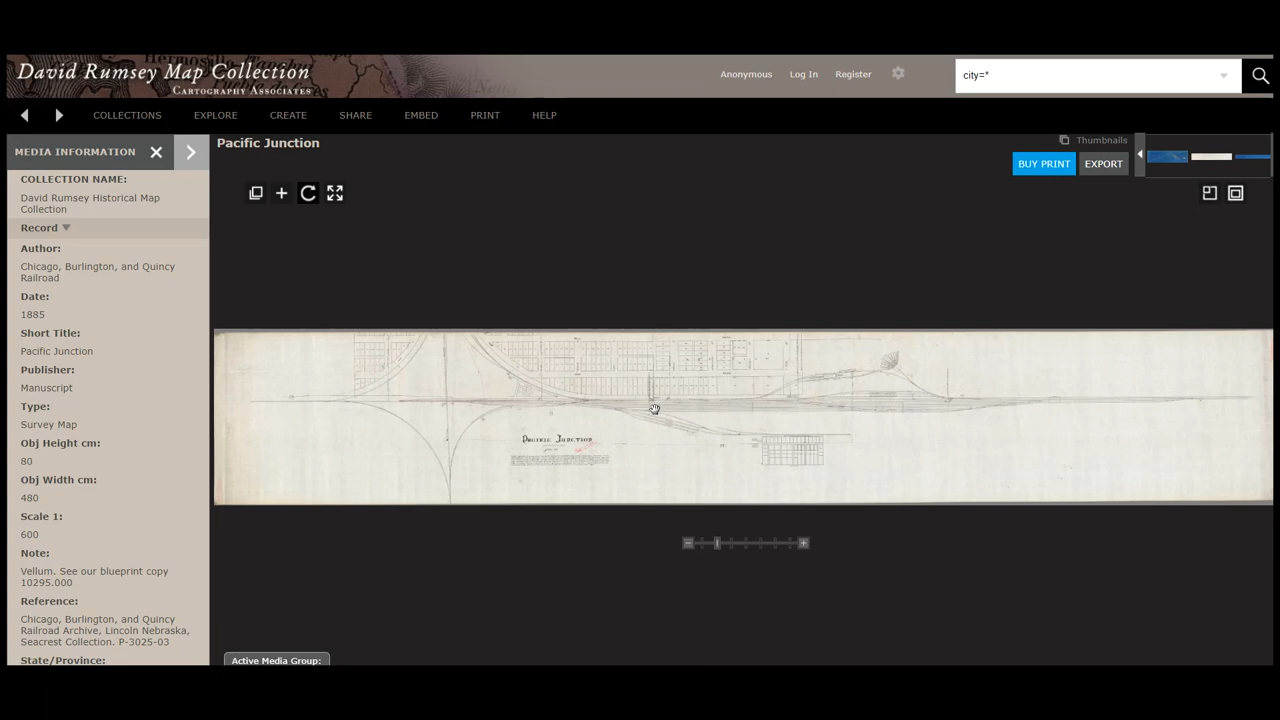 David Rumsey Map Collection
Cartography Associates
Anonymous Log In Register
city=*
COLLECTIONS EXPLORE CREATE SHARE EMBED PRINT HELP
MEDIA INFORMATION
Pacific Junction
Thumbnails
BUY PRINT EXPORT
COLLECTION NAME:
David Rumsey Historical Map
Collection
Record
Author:
Chicago, Burlington, and Quincy
Railroad
Date:
1885
Short Title:
Pacific Junction
Publisher:
Manuscript
Type:
Survey Map
Obj Height cm:
80
Obj Width cm:
480
Scale 1:
600
Note:
Vellum. See our blueprint copy
10295.000
Reference:
Chicago, Burlington, and Quincy
Railroad Archive, Lincoln Nebraska,
Seacrest Collection. P-3025-03
State/Province:
Pacific Junction
Active Media Group: